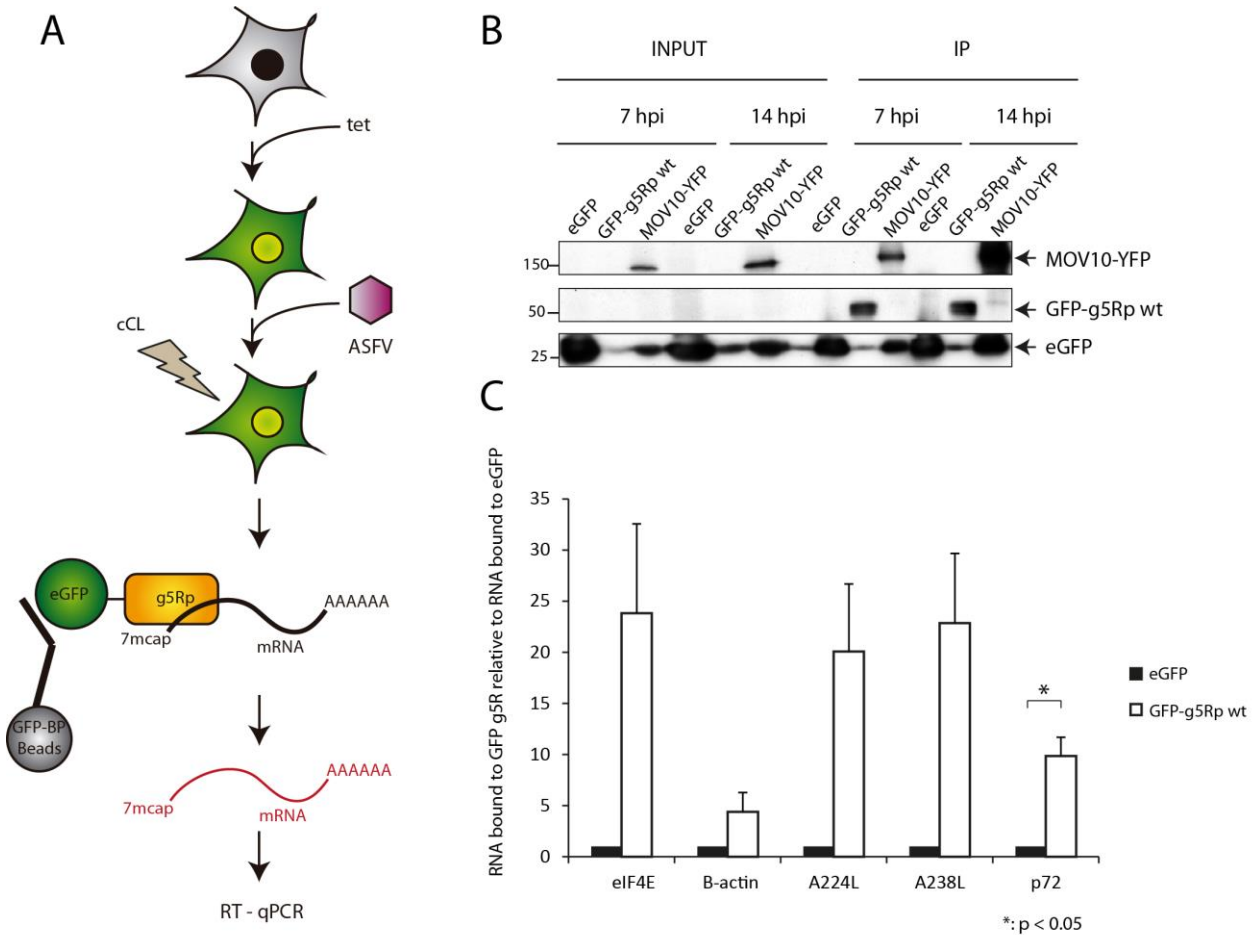 A
tet
cCL
ASFV
eGFP
g5Rp
AAAAAA
7mcap
mRNA
GFP-BP
Beads
AAAAAA
7mcap
mRNA
RT - qPCR
B
INPUT IP
7 hpi 14 hpi 7 hpi 14 hpi
eGFP GFP-g5Rp wt MOV10-YFP eGFP GFP-g5Rp wt MOV10-YFP eGFP GFP-g5Rp wt MOV10-YFP eGFP GFP-g5Rp wt MOV10-YFP
150 MOV10-YFP
50 GFP-g5Rp wt
25 eGFP
C
RNA bound to GFP g5R relative to RNA bound to eGFP
35
30
25
20
15
10
5
0
*
eIF4E B-actin A224L A238L p72
eGFP
GFP-g5Rp wt
*: p < 0.05